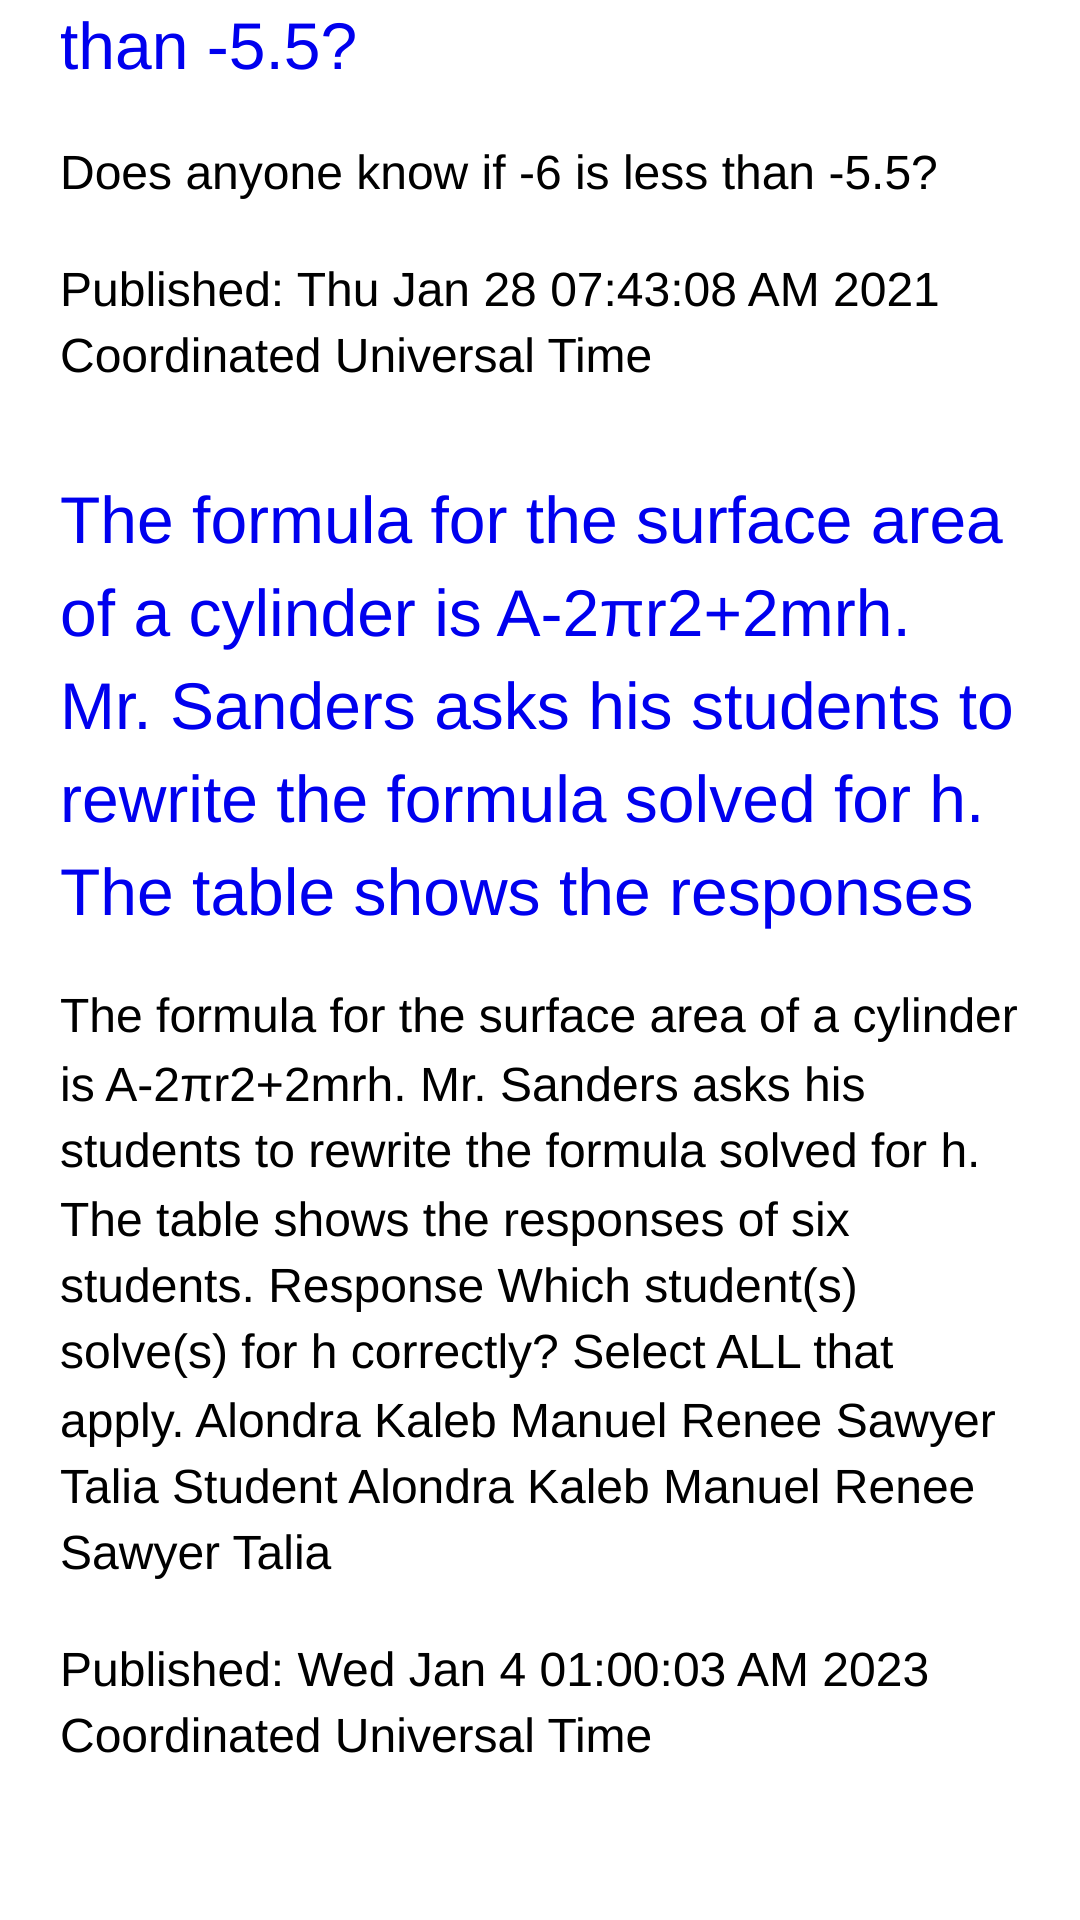 than -5.5?
Does anyone know if -6 is less than -5.5?
Published: Thu Jan 28 07:43:08 AM 2021
Coordinated Universal Time
The formula for the surface area
of a cylinder is A-2πr2+2mrh.
Mr. Sanders asks his students to
rewrite the formula solved for h.
The table shows the responses
The formula for the surface area of a cylinder
is A-2πr2+2mrh. Mr. Sanders asks his
students to rewrite the formula solved for h.
The table shows the responses of six
students. Response Which student(s)
solve(s) for h correctly? Select ALL that
apply. Alondra Kaleb Manuel Renee Sawyer
Talia Student Alondra Kaleb Manuel Renee
Sawyer Talia
Published: Wed Jan 4 01:00:03 AM 2023
Coordinated Universal Time